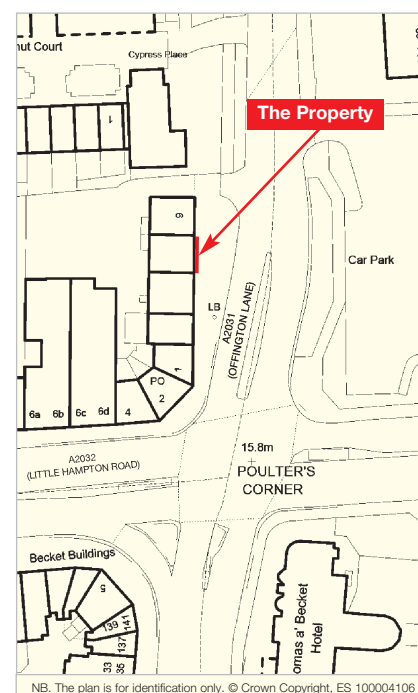 nut Court
Cypress Place
1
The Property
9
Car Park
LB
A2031
(OFFINGTON LANE)
1
PO
2
6a
6b
6c
6d
4
15.8m
A2032
(LITTLE HAMPTON ROAD)
POULTER'S
CORNER
Becket Buildings
5
139
141
137
33
35
omas a' Becket
Hotel
NB. The plan is for identification only. © Crown Copyright, ES 100004106